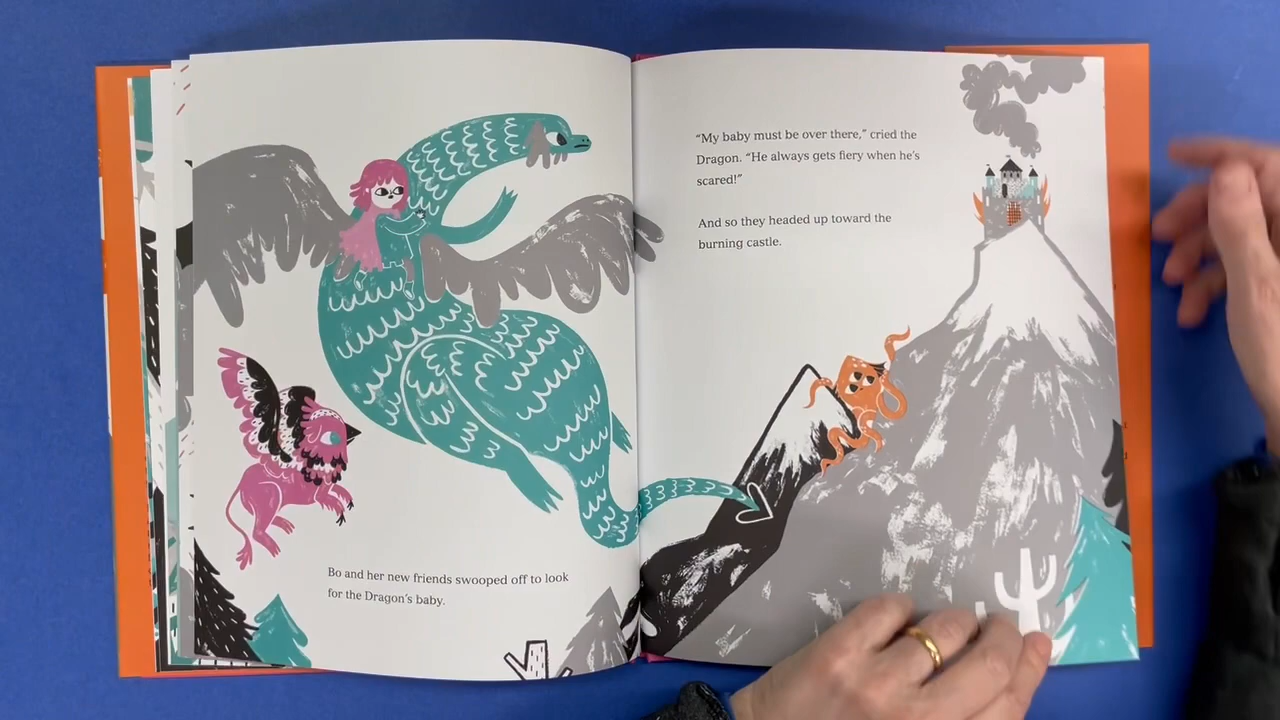 Bo and her new friends swooped off to look
for the Dragon's baby.
“My baby must be over there,” cried the
Dragon. “He always gets fiery when he's
scared!”
And so they headed up toward the
burning castle.